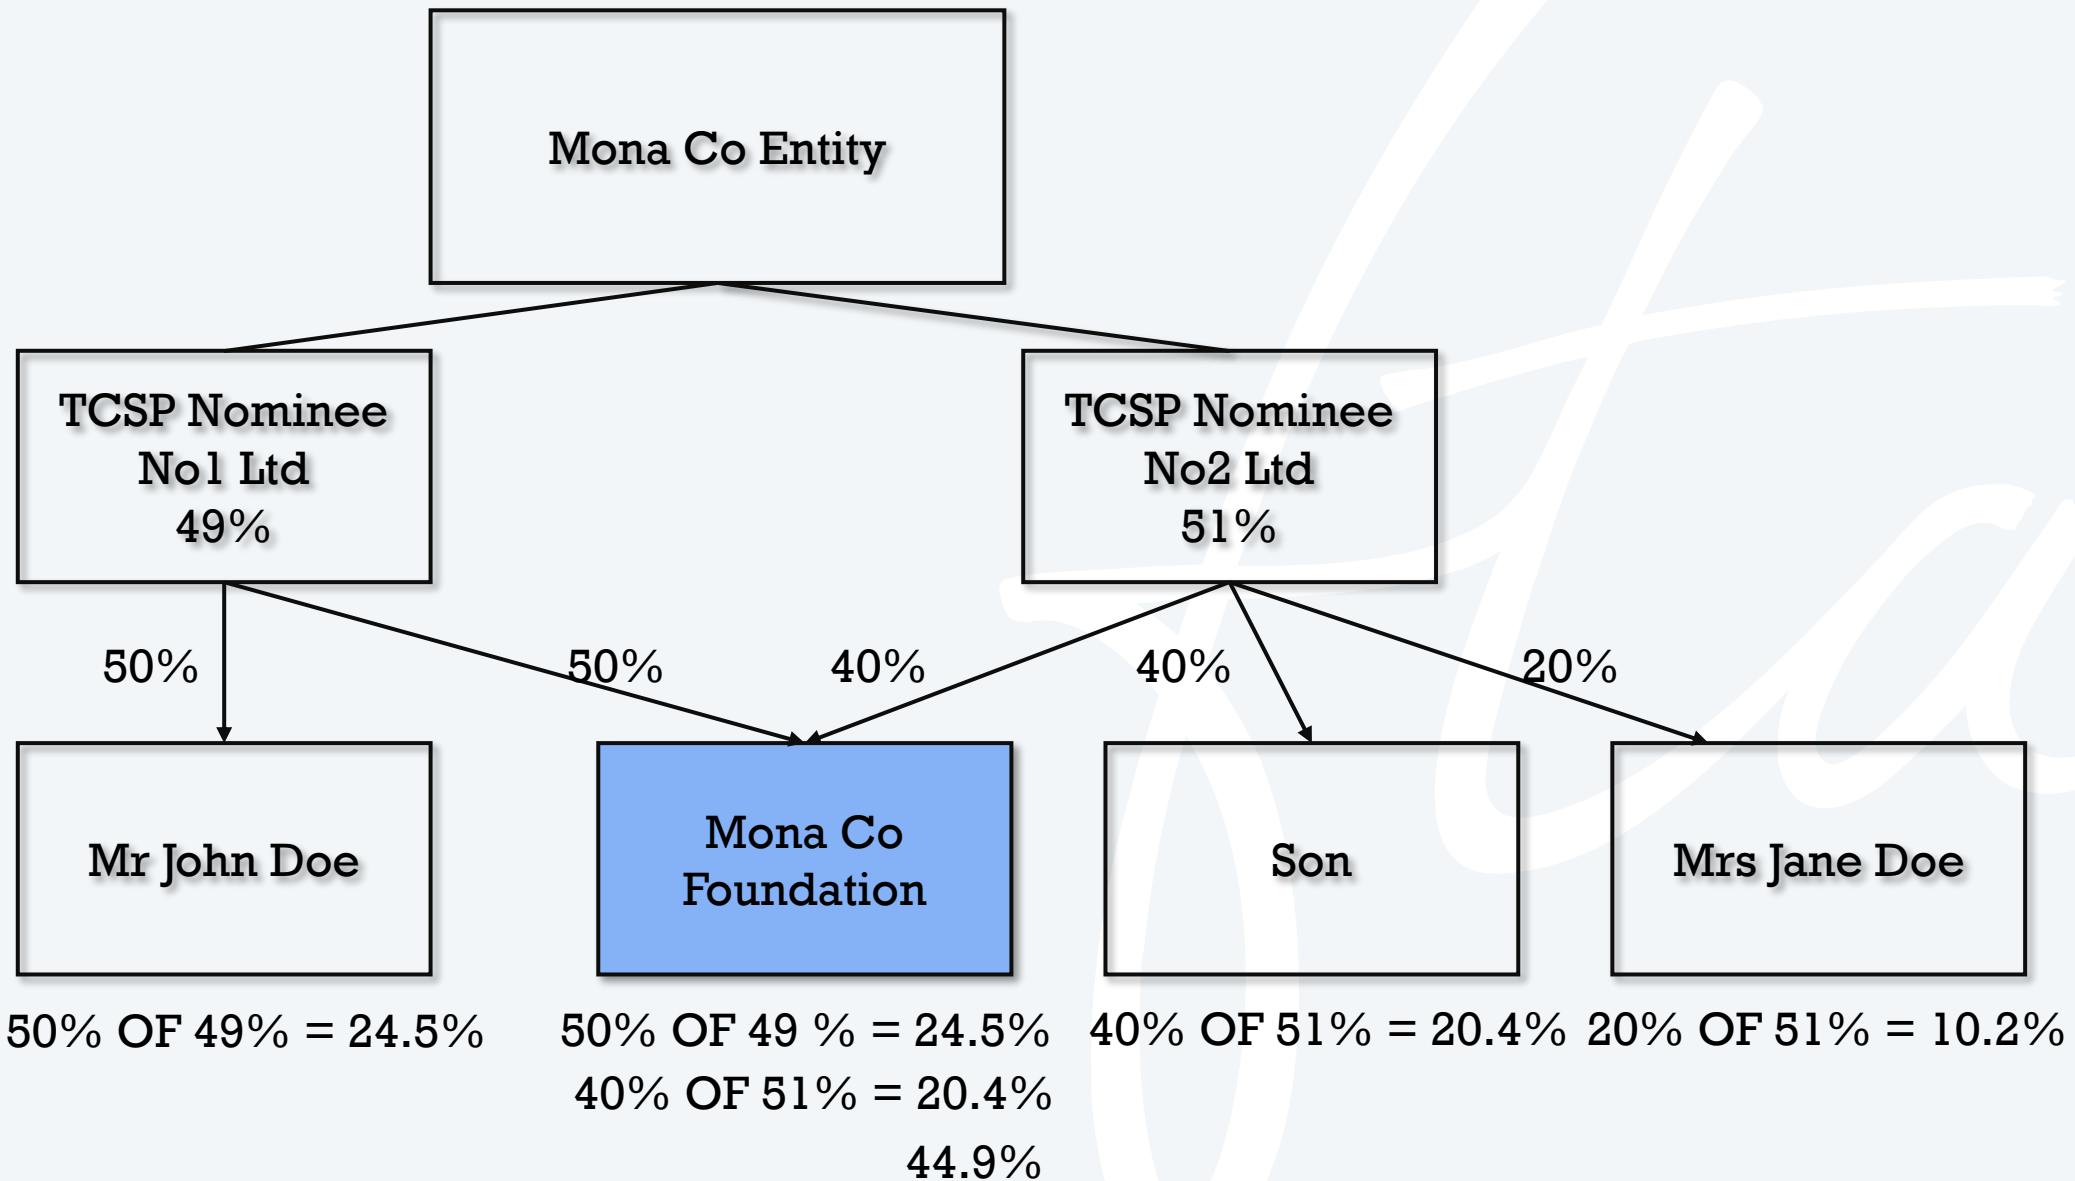 Mona Co Entity
TCSP Nominee
No1 Ltd
49%
TCSP Nominee
No2 Ltd
51%
50%
50%
40%
40%
20%
Mr John Doe
Mona Co
Foundation
Son
Mrs Jane Doe
50% OF 49% = 24.5%
50% OF 49 % = 24.5%
40% OF 51% = 20.4%
44.9%
40% OF 51% = 20.4%
20% OF 51% = 10.2%